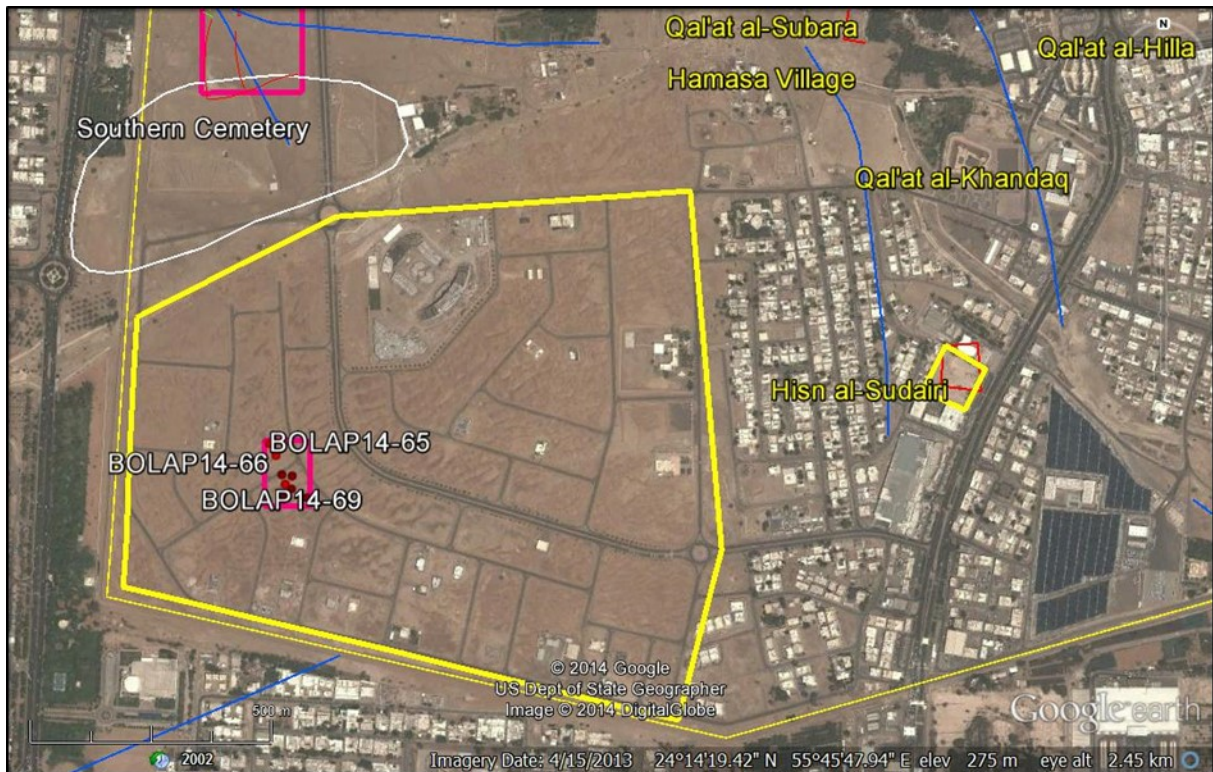 Qal'at al-Subara
N
Qal'at al-Hilla
Hamasa Village
Southern Cemetery
Qal'at al-Khandaq
Hisn al-Sudairi
BOLAP14-65
BOLAP14-66
BOLAP14-69
© 2014 Google
US Dept of State Geographer
Image © 2014 DigitalGlobe
500 m
Google earth
2002
Imagery Date: 4/15/2013 24°14'19.42" N 55°45'47.94" E elev 275 m eye alt 2.45 km